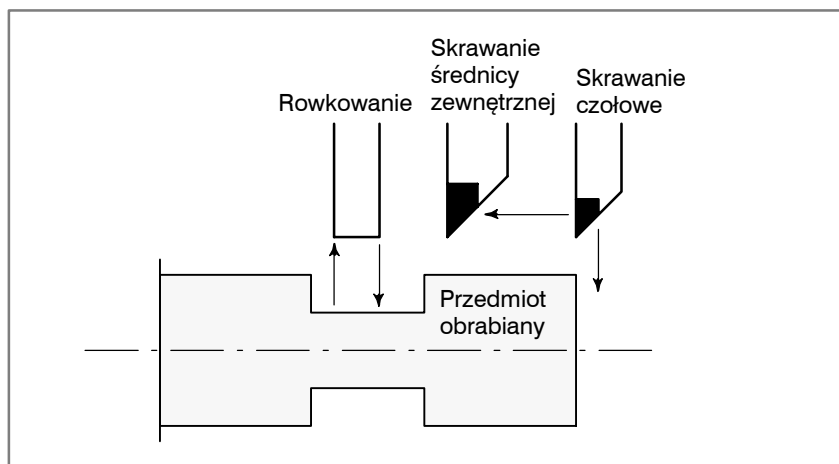 Rowkowanie
Skrawanie
średnicy
zewnętrznej
Skrawanie
czołowe
Przedmiot
obrabiany